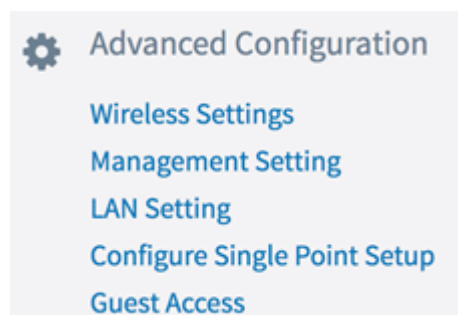 Advanced Configuration
Wireless Settings
Management Setting
LAN Setting
Configure Single Point Setup
Guest Access